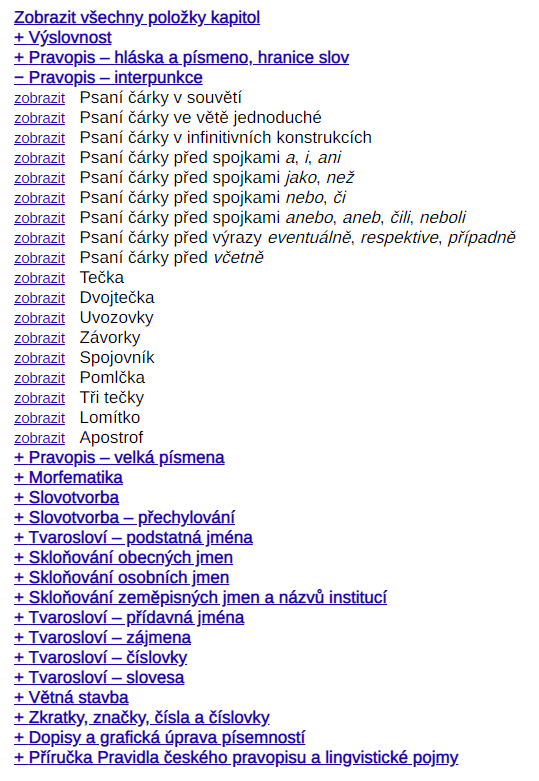 Zobrazit všechny položky kapitol
+ Výslovnost
+ Pravopis – hláska a písmeno, hranice slov
− Pravopis – interpunkce
zobrazit Psaní čárky v souvětí
zobrazit Psaní čárky ve větě jednoduché
zobrazit Psaní čárky v infinitivních konstrukcích
zobrazit Psaní čárky před spojkami a, i, ani
zobrazit Psaní čárky před spojkami jako, než
zobrazit Psaní čárky před spojkami nebo, či
zobrazit Psaní čárky před spojkami anebo, aneb, čili, neboli
zobrazit Psaní čárky před výrazy eventuálně, respektive, případně
zobrazit Psaní čárky před včetně
zobrazit Tečka
zobrazit Dvojtečka
zobrazit Uvozovky
zobrazit Závorky
zobrazit Spojovník
zobrazit Pomlčka
zobrazit Tři tečky
zobrazit Lomítko
zobrazit Apostrof
+ Pravopis – velká písmena
+ Morfematika
+ Slovotvorba
+ Slovotvorba – přechylování
+ Tvarosloví – podstatná jména
+ Skloňování obecných jmen
+ Skloňování osobních jmen
+ Skloňování zeměpisných jmen a názvů institucí
+ Tvarosloví – přídavná jména
+ Tvarosloví – zájmena
+ Tvarosloví – číslovky
+ Tvarosloví – slovesa
+ Větná stavba
+ Zkratky, značky, čísla a číslovky
+ Dopisy a grafická úprava písemností
+ Příručka Pravidla českého pravopisu a lingvistické pojmy